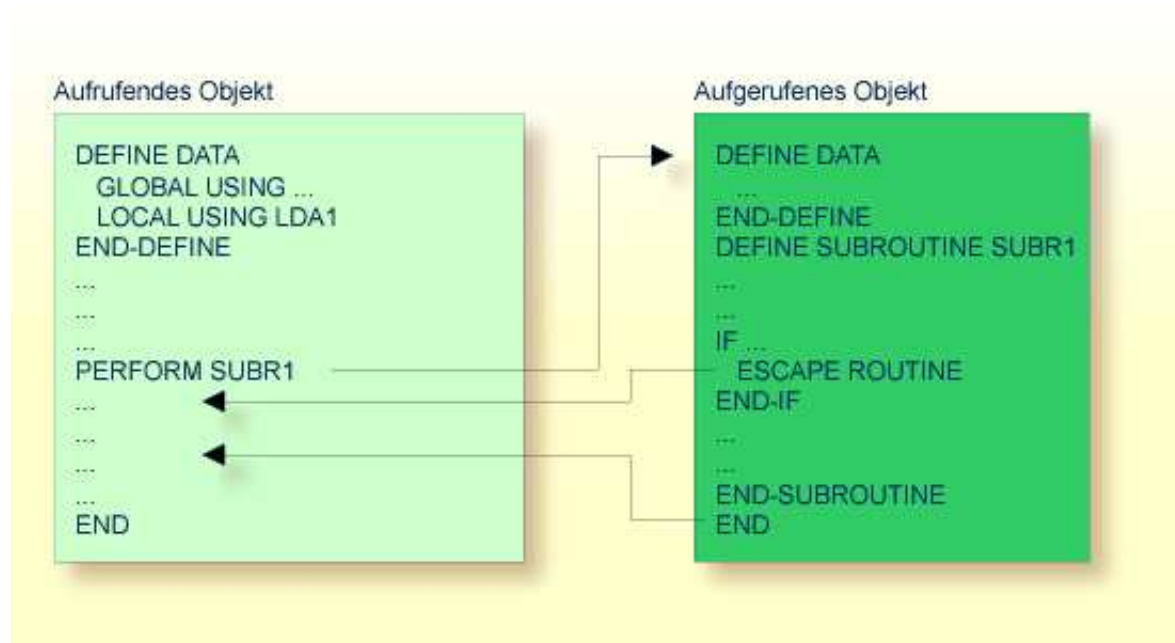 Aufrufendes Objekt
DEFINE DATA
GLOBAL USING ...
LOCAL USING LDA1
END-DEFINE
...
...
...
PERFORM SUBR1
...
...
...
...
END
Aufgerufenes Objekt
DEFINE DATA
...
END-DEFINE
DEFINE SUBROUTINE SUBR1
...
...
IF ...
ESCAPE ROUTINE
END-IF
...
...
END-SUBROUTINE
END